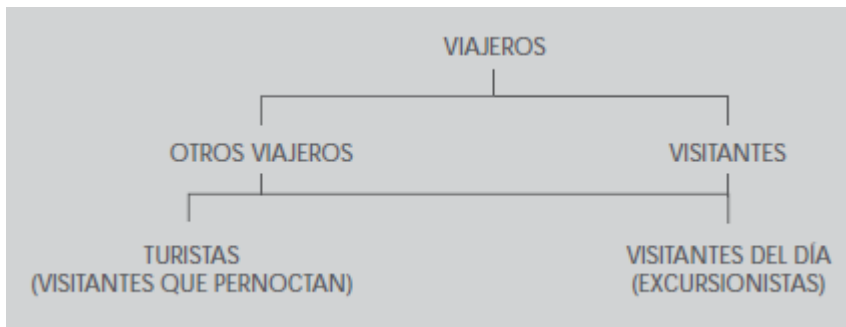 VIAJEROS
OTROS VIAJEROS
VISITANTES
TURISTAS
(VISITANTES QUE PERNOCTAN)
VISITANTES DEL DÍA
(EXCURSIONISTAS)